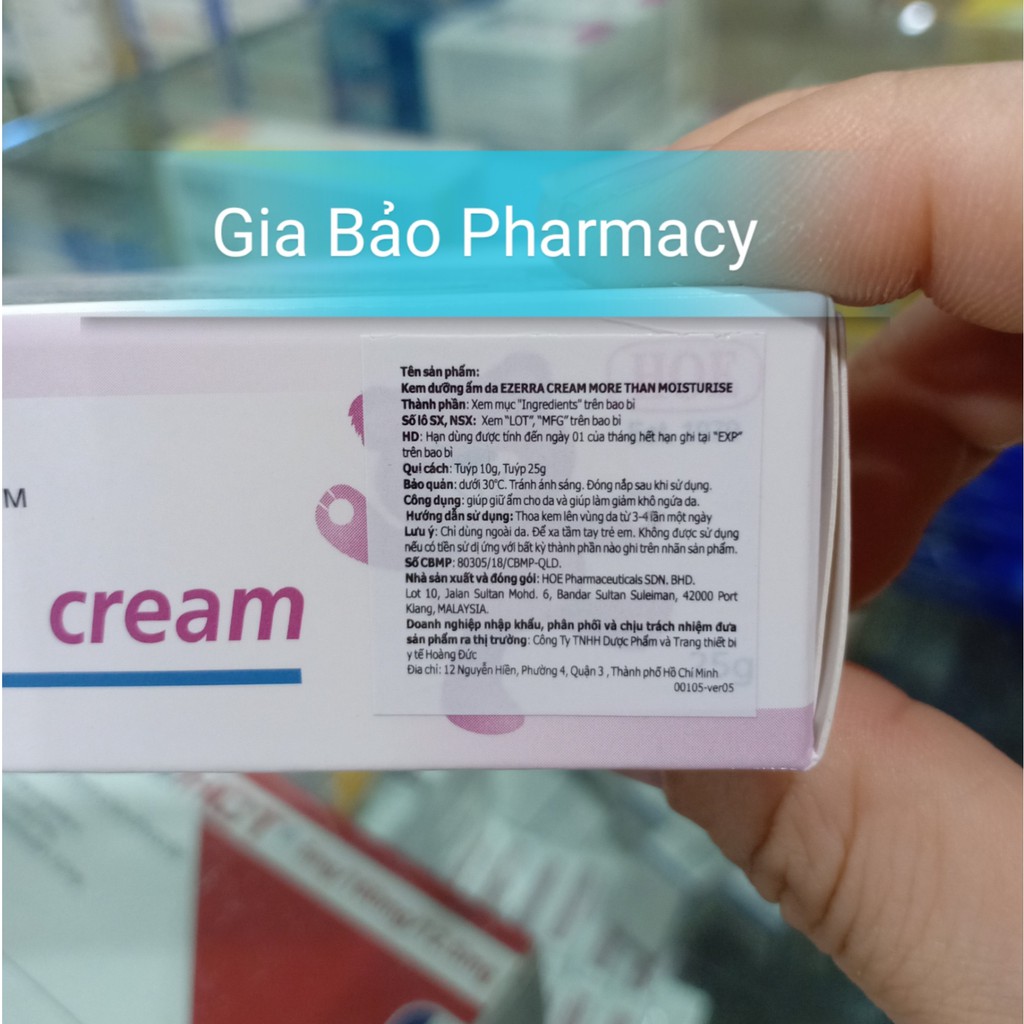 Gia Bảo Pharmacy
HOE
Tên sản phẩm:
Kem dưỡng ẩm da EZERRA CREAM MORE THAN MOISTURISE
Thành phần: Xem mục "Ingredients" trên bao bì
Số lô SX, NSX: Xem "LOT", "MFG" trên bao bì
HD: Hạn dùng được tính đến ngày 01 của tháng hết hạn ghi tại "EXP"
trên bao bì
Qui cách: Tuýp 10g, Tuýp 25g
Bảo quản: dưới 30°C. Tránh ánh sáng. Đóng nắp sau khi sử dụng.
Công dụng: giúp giữ ẩm cho da và giúp làm giảm khô ngứa da.
Hướng dẫn sử dụng: Thoa kem lên vùng da từ 3-4 lần một ngày
Lưu ý: Chỉ dùng ngoài da. Để xa tầm tay trẻ em. Không được sử dụng
nếu có tiền sử dị ứng với bất kỳ thành phần nào ghi trên nhãn sản phẩm.
Số CBMP: 80305/18/CBMP-QLD.
Nhà sản xuất và đóng gói: HOE Pharmaceuticals SDN. BHD.
Lot 10, Jalan Sultan Mohd. 6, Bandar Sultan Suleiman, 42000 Port
Klang, MALAYSIA.
Doanh nghiệp nhập khẩu, phân phối và chịu trách nhiệm đưa
sản phẩm ra thị trường: Công Ty TNHH Dược Phẩm và Trang thiết bị
y tế Hoàng Đức
Địa chỉ: 12 Nguyễn Hiền, Phường 4, Quận 3 , Thành phố Hồ Chí Minh
00105-ver05
25g
M
cream